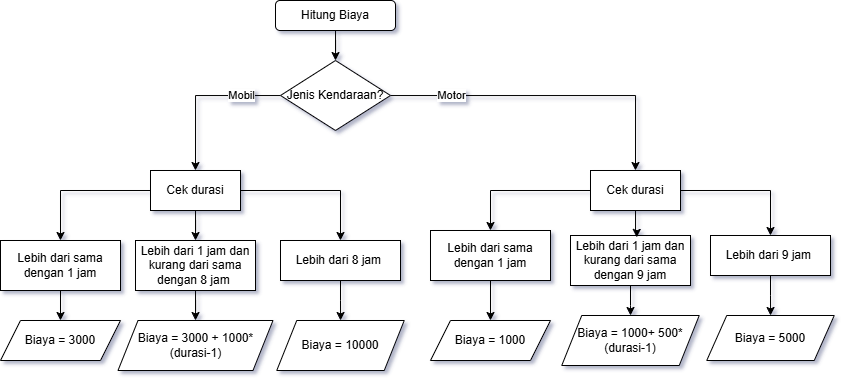 Hitung Biaya
Jenis Kendaraan?
Mobil
Motor
Cek durasi
Cek durasi
Lebih dari sama
dengan 1 jam
Lebih dari 1 jam dan
kurang dari sama
dengan 8 jam
Lebih dari 8 jam
Lebih dari sama
dengan 1 jam
Lebih dari 1 jam dan
kurang dari sama
dengan 9 jam
Lebih dari 9 jam
Biaya = 3000
Biaya = 3000 + 1000*
(durasi-1)
Biaya = 10000
Biaya = 1000
Biaya = 1000+ 500*
(durasi-1)
Biaya = 5000